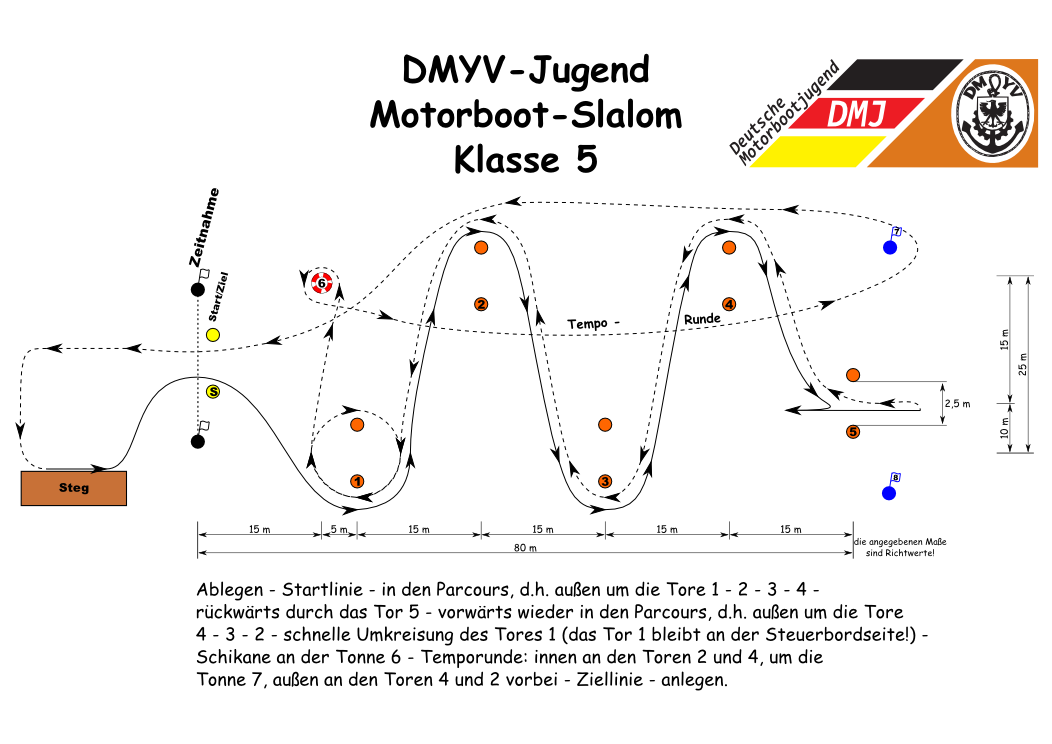 DMYV-Jugend
Motorboot-Slalom
Klasse 5
Deutsche
Motorbootjugend
DMJ
DMYV
Zeitnahme
Start/Ziel
6
7
2
4
Tempo - Runde
15 m
25 m
S
5
2,5 m
10 m
1
3
8
Steg
15 m
5 m
15 m
15 m
15 m
15 m
80 m
die angegebenen Maße
sind Richtwerte!
Ablegen - Startlinie - in den Parcours, d.h. außen um die Tore 1 - 2 - 3 - 4 -
rückwärts durch das Tor 5 - vorwärts wieder in den Parcours, d.h. außen um die Tore
4 - 3 - 2 - schnelle Umkreisung des Tores 1 (das Tor 1 bleibt an der Steuerbordseite!) -
Schikane an der Tonne 6 - Temporunde: innen an den Toren 2 und 4, um die
Tonne 7, außen an den Toren 4 und 2 vorbei - Ziellinie - anlegen.